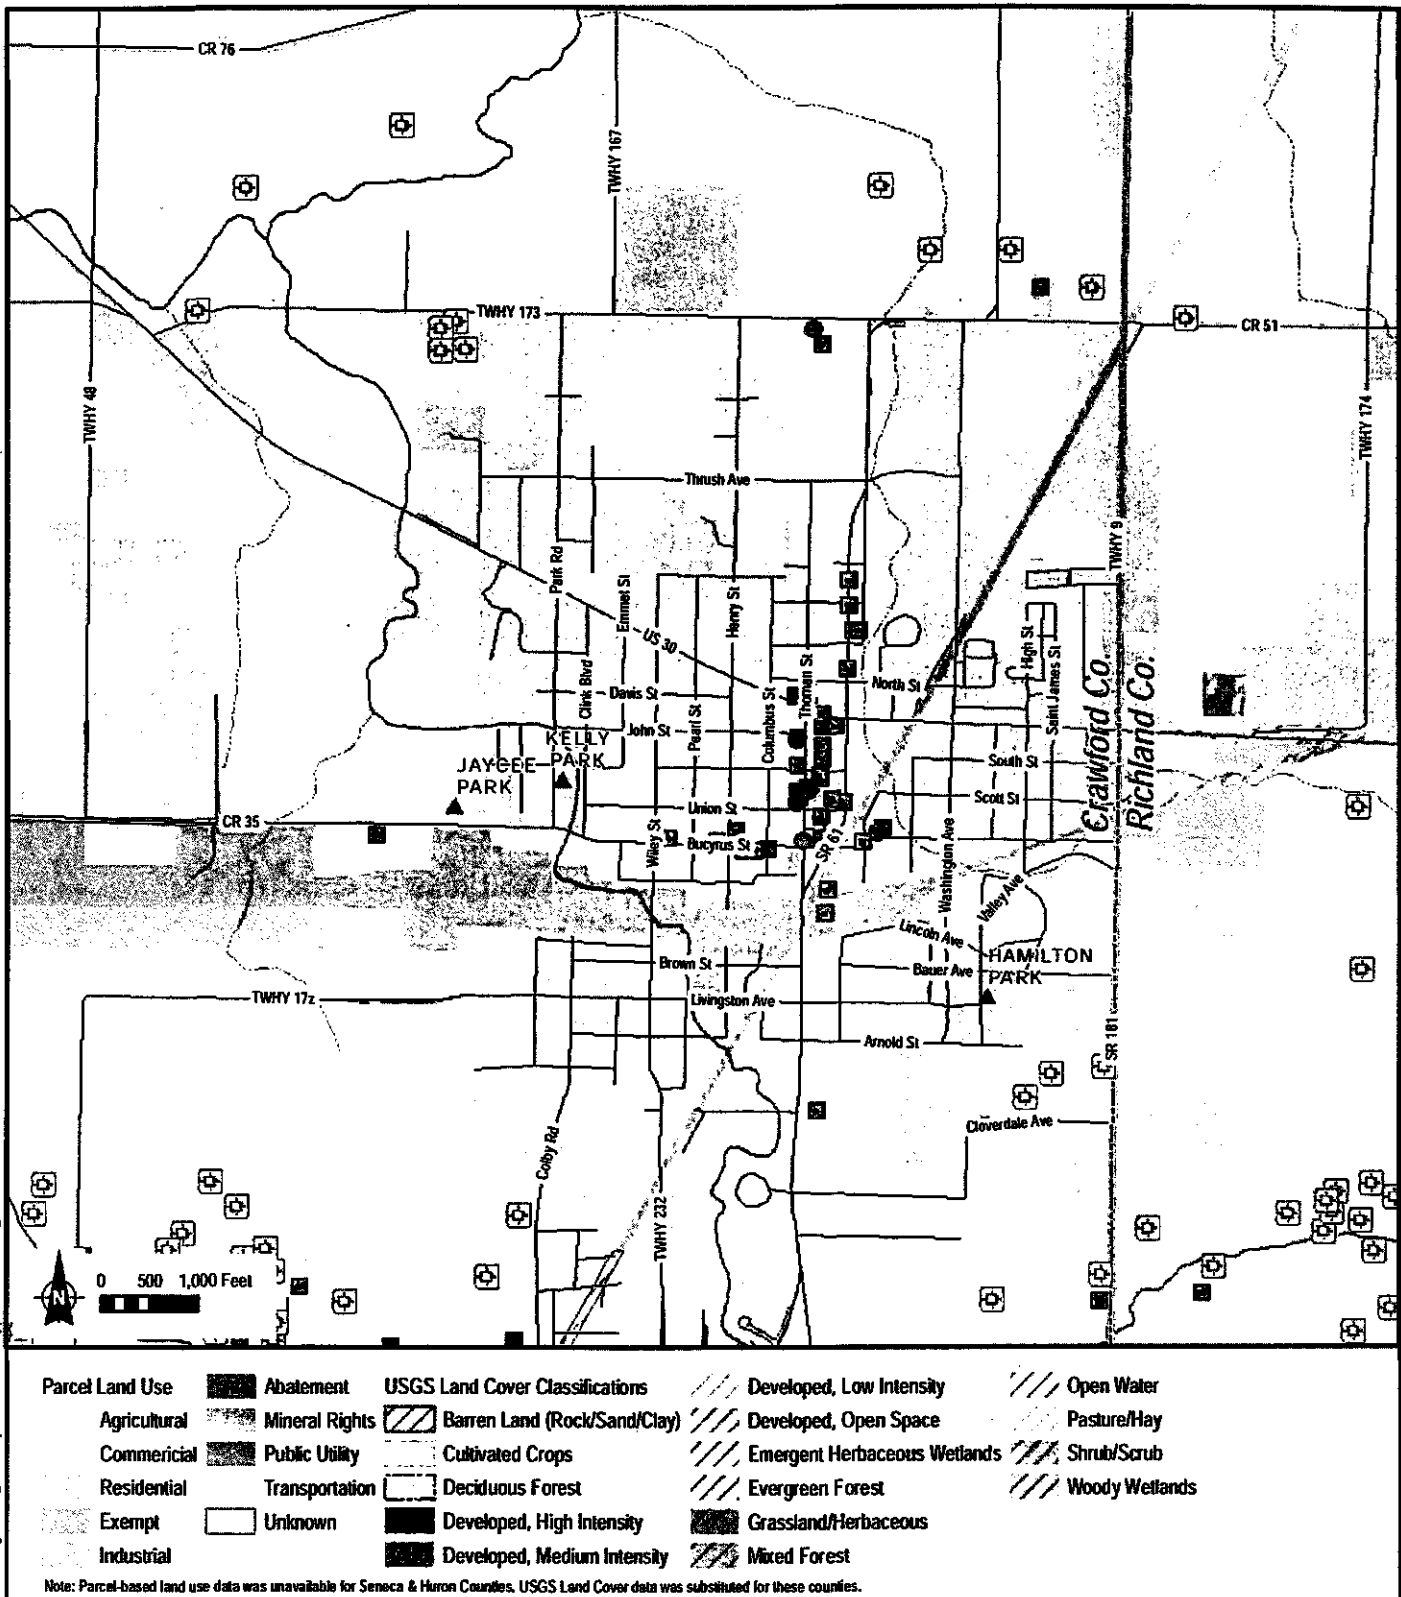 CR 76
TWHY 167
TWHY 173
CR 51
TWHY 48
TWHY 174
Thrush Ave
TWHY 9
Park Rd
Emmet St
Henry St
US 30
Clink Blvd
Davis St
John St
Pearl St
Columbus St
Thoman St
North St
High St
Saint James St
Crawford Co.
Richland Co.
KELLY
PARK
JAYCEE
PARK
South St
Scott St
Union St
CR 35
Wiley St
Bucyrus St
SR 61
Washington Ave
Valley Ave
Lincoln Ave
HAMILTON
PARK
Brown St
Bauer Ave
TWHY 17z
Livingston Ave
Arnold St
SR 181
Cloverdale Ave
Colby Rd
TWHY 232
N
0 500 1,000 Feet
Parcel Land Use
Agricultural
Commericial
Residential
Exempt
Industrial
Abatement
Mineral Rights
Public Utility
Transportation
Unknown
USGS Land Cover Classifications
Barren Land (Rock/Sand/Clay)
Cultivated Crops
Deciduous Forest
Developed, High Intensity
Developed, Medium Intensity
Developed, Low Intensity
Developed, Open Space
Emergent Herbaceous Wetlands
Evergreen Forest
Grassland/Herbaceous
Mixed Forest
Open Water
Pasture/Hay
Shrub/Scrub
Woody Wetlands
Note: Parcel-based land use data was unavailable for Seneca & Huron Counties. USGS Land Cover data was substituted for these counties.